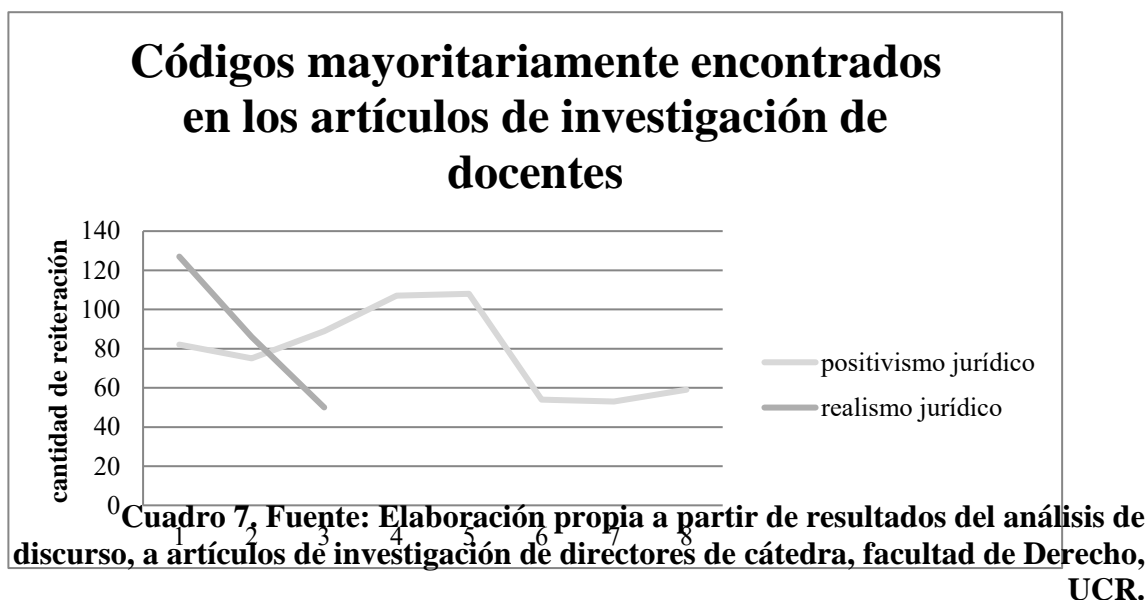 Códigos mayoritariamente encontrados
en los artículos de investigación de
docentes
cantidad de reiteración
140
120
100
80
60
40
20
0
1 2 3 4 5 6 7 8
positivismo jurídico
realismo jurídico
Cuadro 7. Fuente: Elaboración propia a partir de resultados del análisis de
discurso, a artículos de investigación de directores de cátedra, facultad de Derecho,
UCR.